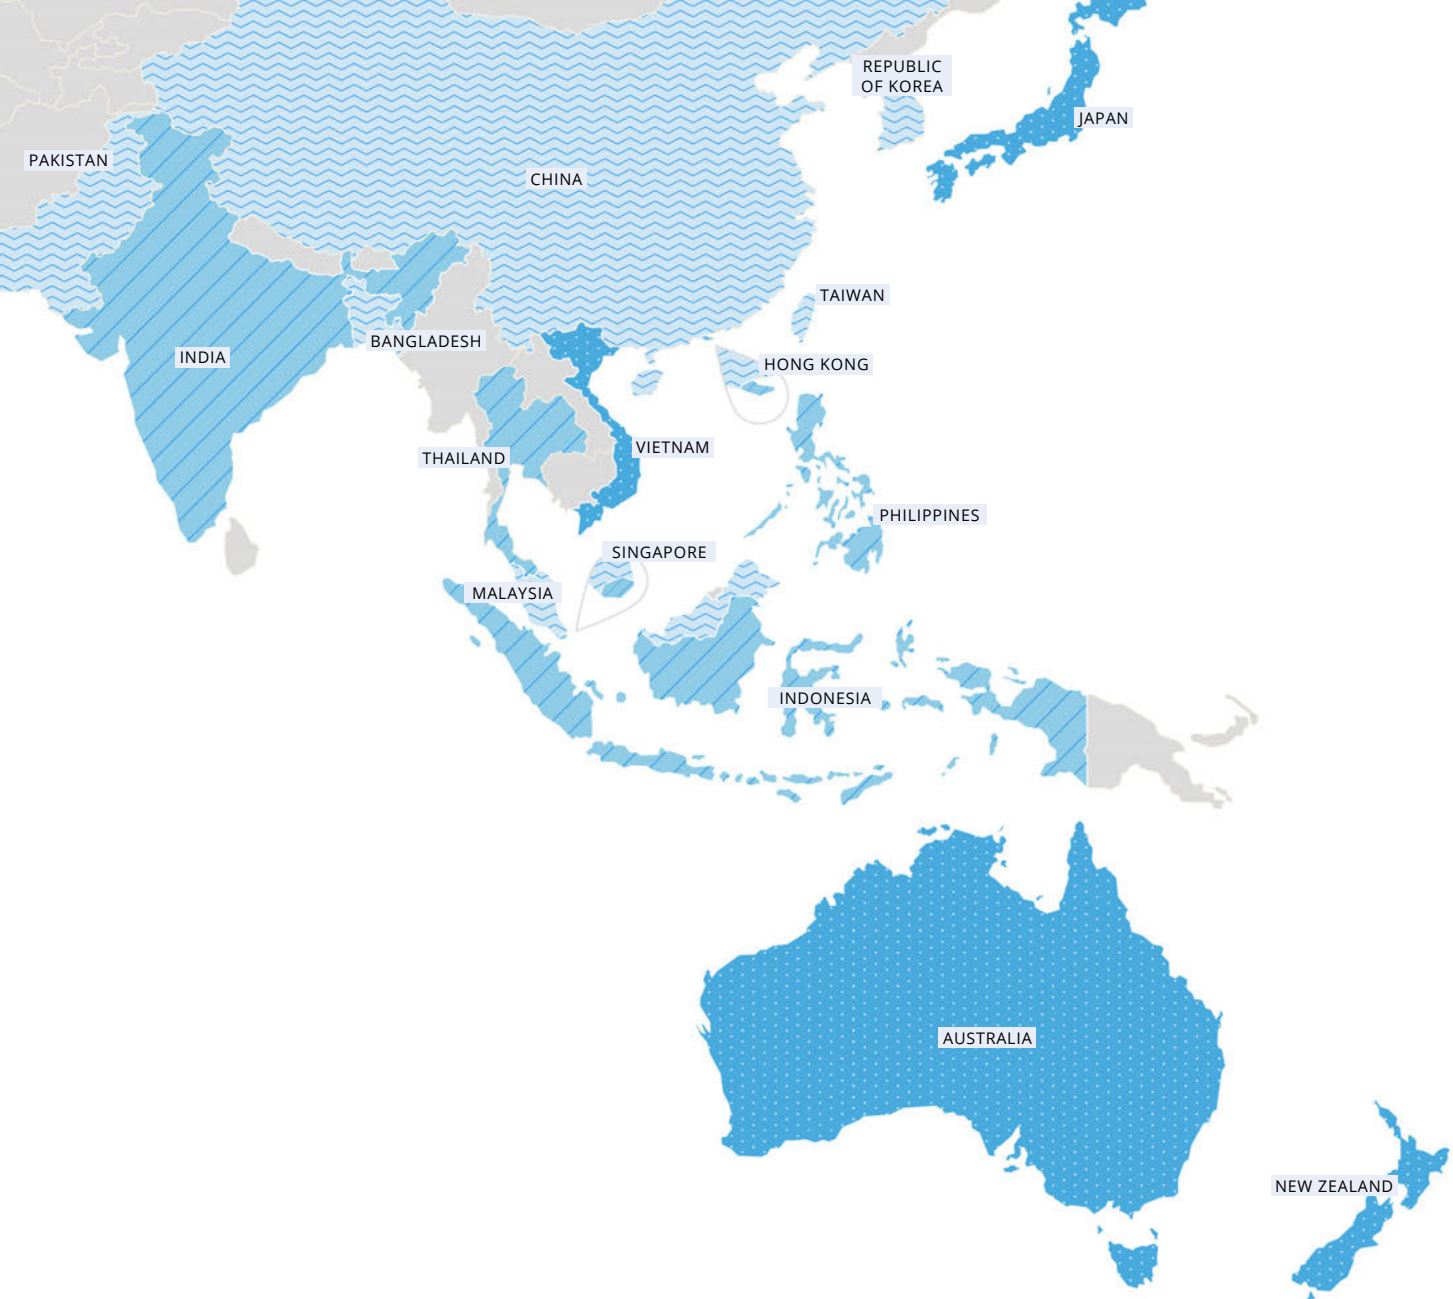 REPUBLIC
OF KOREA
JAPAN
PAKISTAN
CHINA
TAIWAN
BANGLADESH
INDIA
HONG KONG
VIETNAM
THAILAND
PHILIPPINES
SINGAPORE
MALAYSIA
INDONESIA
AUSTRALIA
NEW ZEALAND